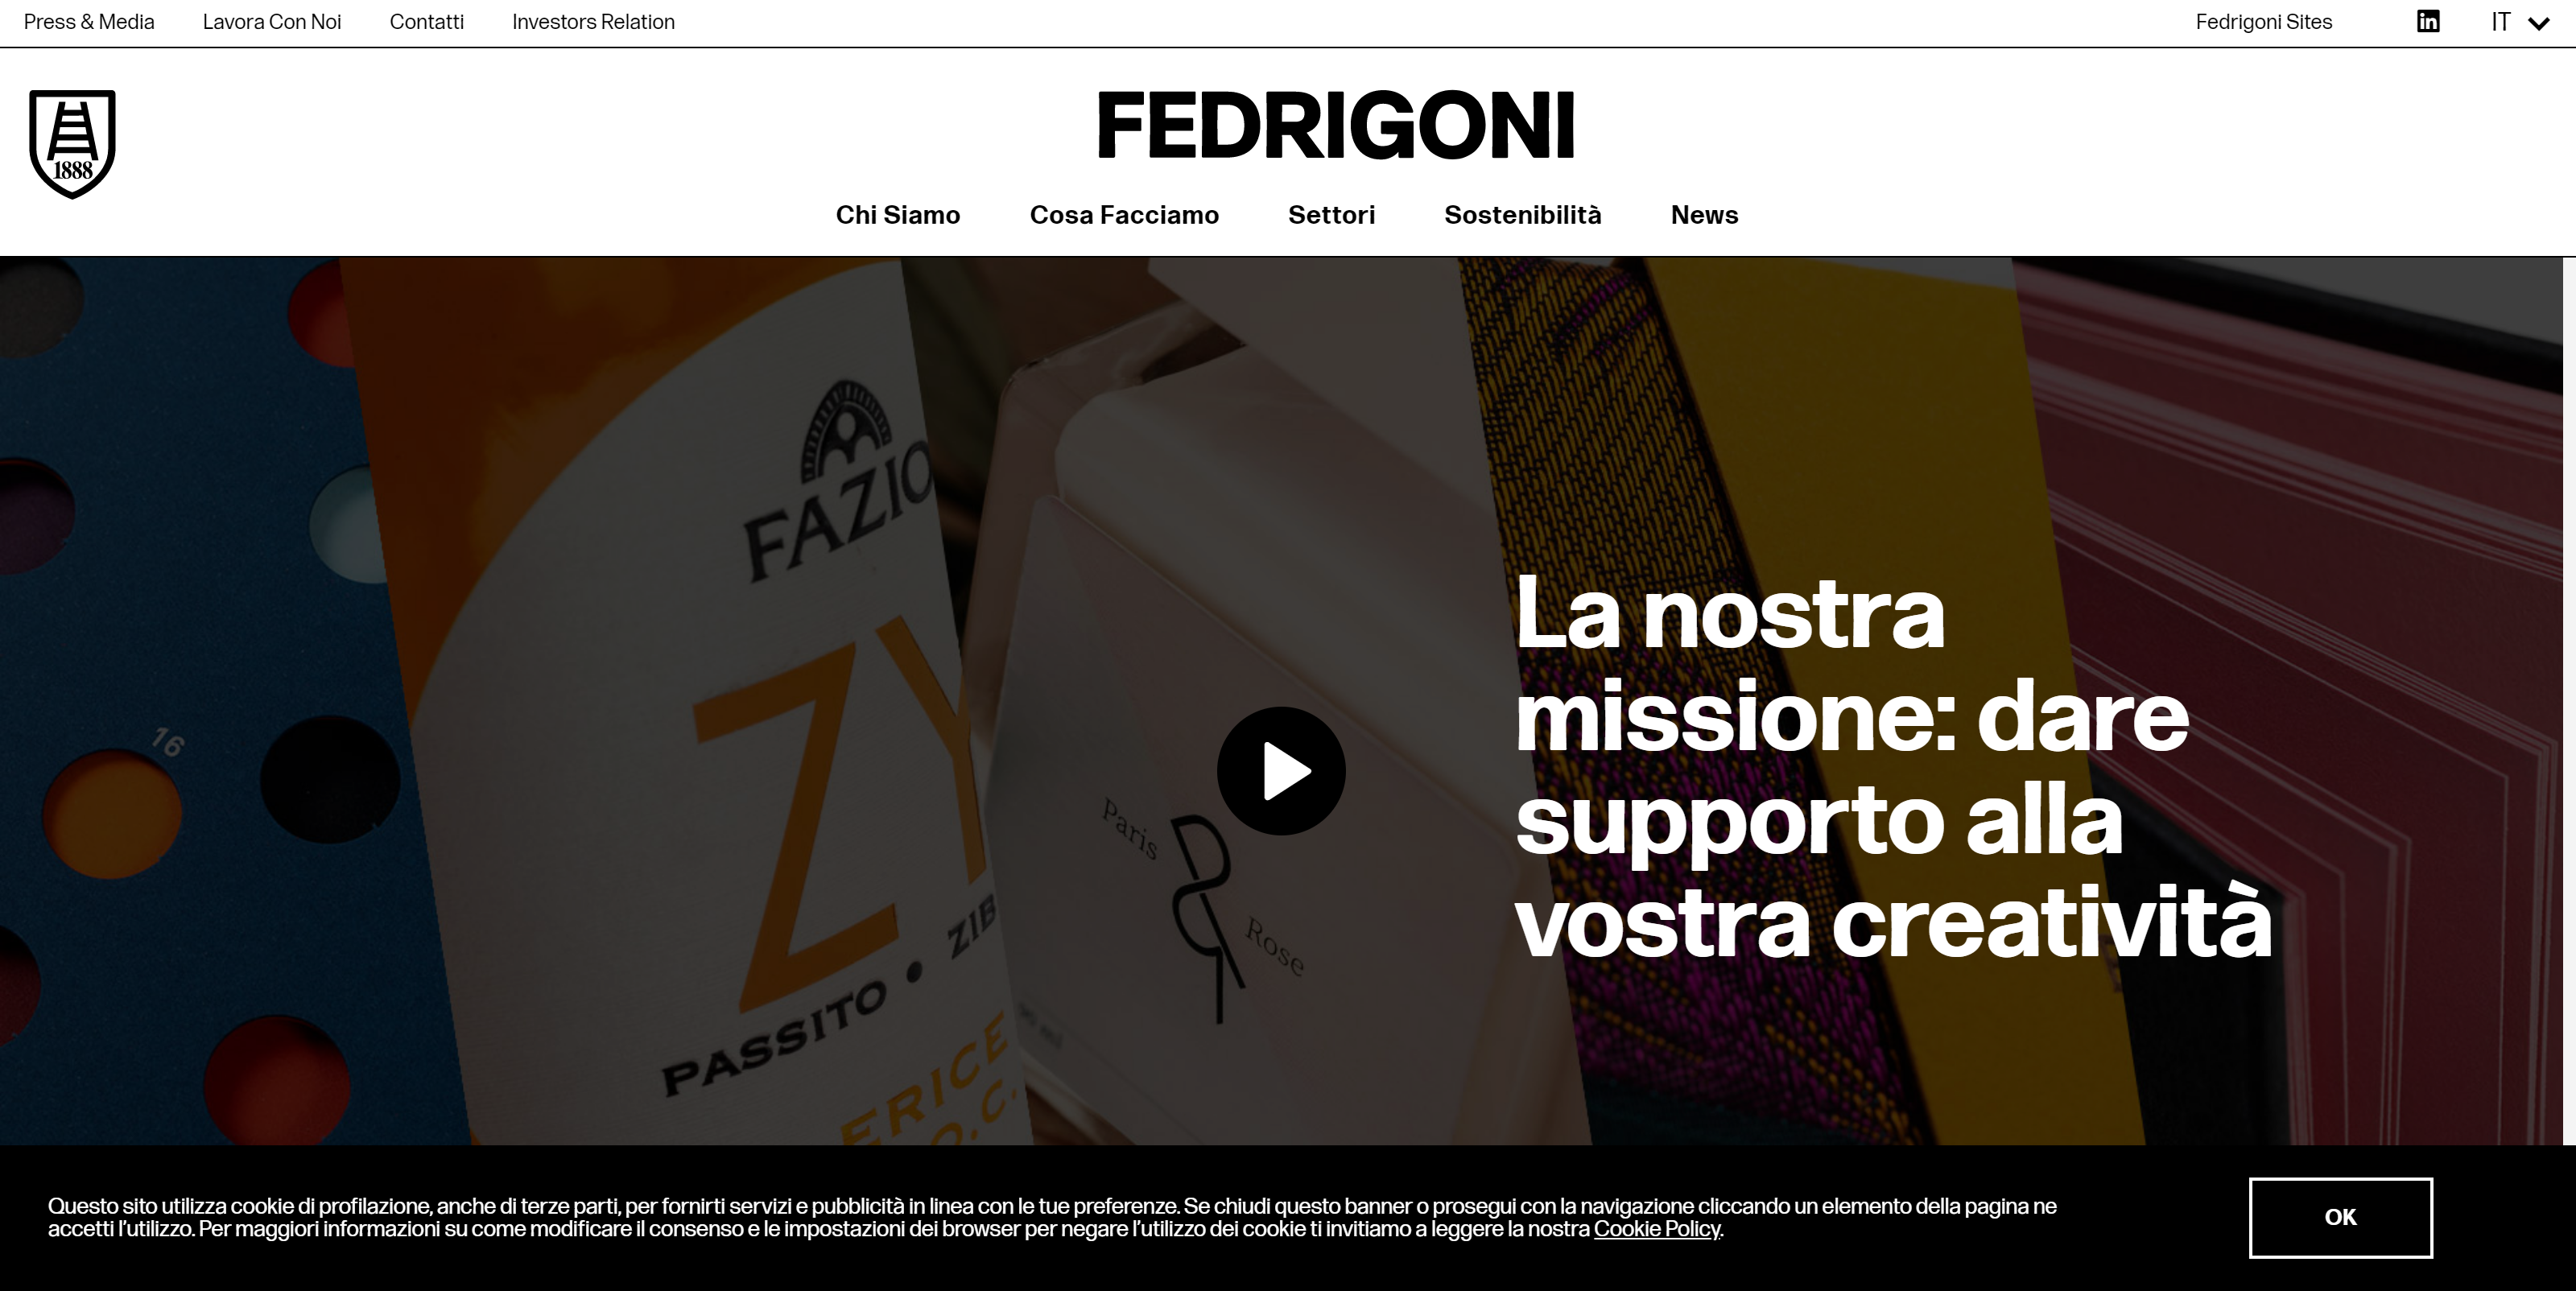 Press & Media Lavora Con Noi Contatti Investors Relation Fedrigoni Sites in IT
1888
FEDRIGONI
Chi Siamo Cosa Facciamo Settori Sostenibilità News
FAZIO
ZY
PASSITO • ZIB
ERICE
O.C.
16
Paris
Rose
La nostra
missione: dare
supporto alla
vostra creatività
Questo sito utilizza cookie di profilazione, anche di terze parti, per fornirti servizi e pubblicità in linea con le tue preferenze. Se chiudi questo banner o prosegui con la navigazione cliccando un elemento della pagina ne
accetti l’utilizzo. Per maggiori informazioni su come modificare il consenso e le impostazioni dei browser per negare l’utilizzo dei cookie ti invitiamo a leggere la nostra Cookie Policy.
OK